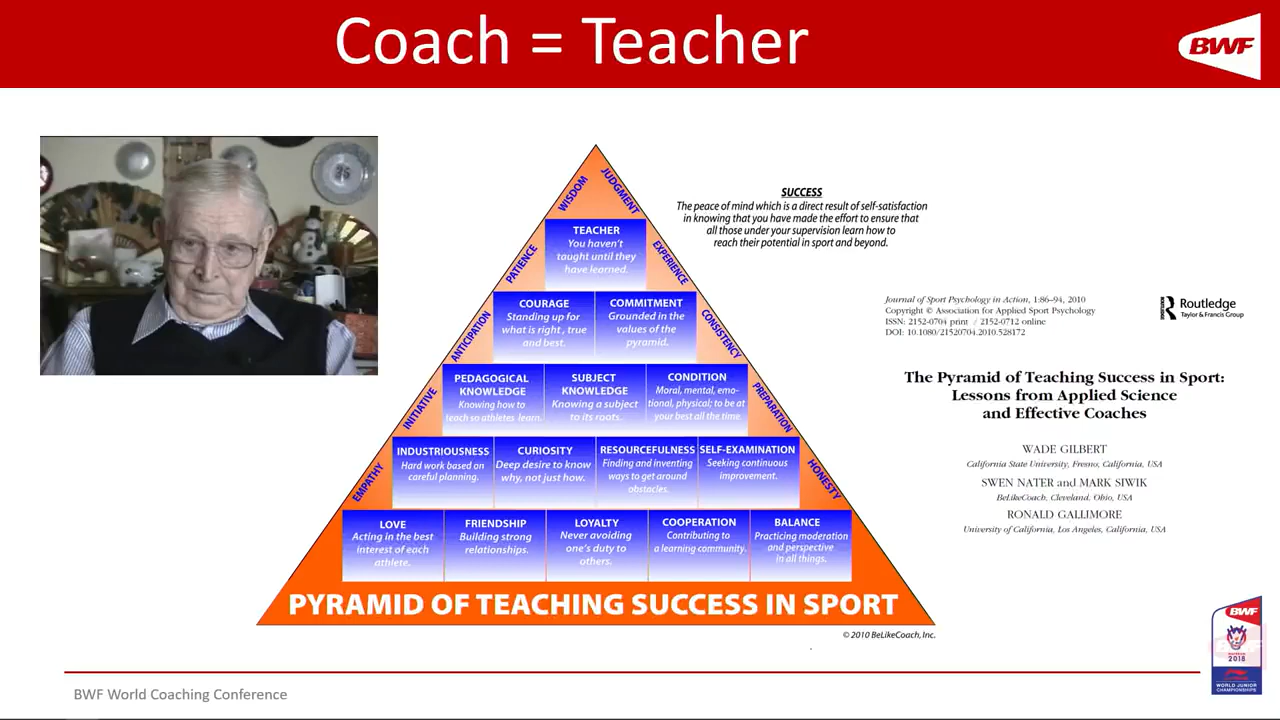 Coach = Teacher
BWF
WISDOM
JUDGMENT
SUCCESS
The peace of mind which is a direct result of self-satisfaction
in knowing that you have made the effort to ensure that
all those under your supervision learn how to
reach their potential in sport and beyond.
TEACHER
You haven't
taught until they
have learned.
PATIENCE
EXPERIENCE
COURAGE
Standing up for
what is right, true
and best.
COMMITMENT
Grounded in the
values of the
pyramid.
ANTICIPATION
CONSISTENCY
PEDAGOGICAL
KNOWLEDGE
Knowing how to
teach so athletes learn.
SUBJECT
KNOWLEDGE
Knowing a subject
to its roots.
CONDITION
Moral, mental, emo-
tional, physical; to be at
your best all the time.
INITIATIVE
PREPARATION
INDUSTRIOUSNESS
Hard work based on
careful planning.
CURIOSITY
Deep desire to know
why, not just how.
RESOURCEFULNESS
Finding and inventing
ways to get around
obstacles.
SELF-EXAMINATION
Seeking continuous
improvement.
EMPATHY
HONESTY
LOVE
Acting in the best
interest of each
athlete.
FRIENDSHIP
Building strong
relationships.
LOYALTY
Never avoiding
one's duty to
others.
COOPERATION
Contributing to
a learning community.
BALANCE
Practicing moderation
and perspective
in all things.
PYRAMID OF TEACHING SUCCESS IN SPORT
© 2010 BeLikeCoach, Inc.
Journal of Sport Psychology in Action, 1:86–94, 2010
Copyright © Association for Applied Sport Psychology
ISSN: 2152-0704 print / 2152-0712 online
DOI: 10.1080/21520704.2010.528172
R Routledge
Taylor & Francis Group
The Pyramid of Teaching Success in Sport:
Lessons from Applied Science
and Effective Coaches
WADE GILBERT
California State University, Fresno, California, USA
SWEN NATER and MARK SIWIK
BeLikeCoach, Cleveland, Ohio, USA
RONALD GALLIMORE
University of California, Los Angeles, California, USA
BWF
2018
WORLD JUNIOR
CHAMPIONSHIPS
BWF World Coaching Conference